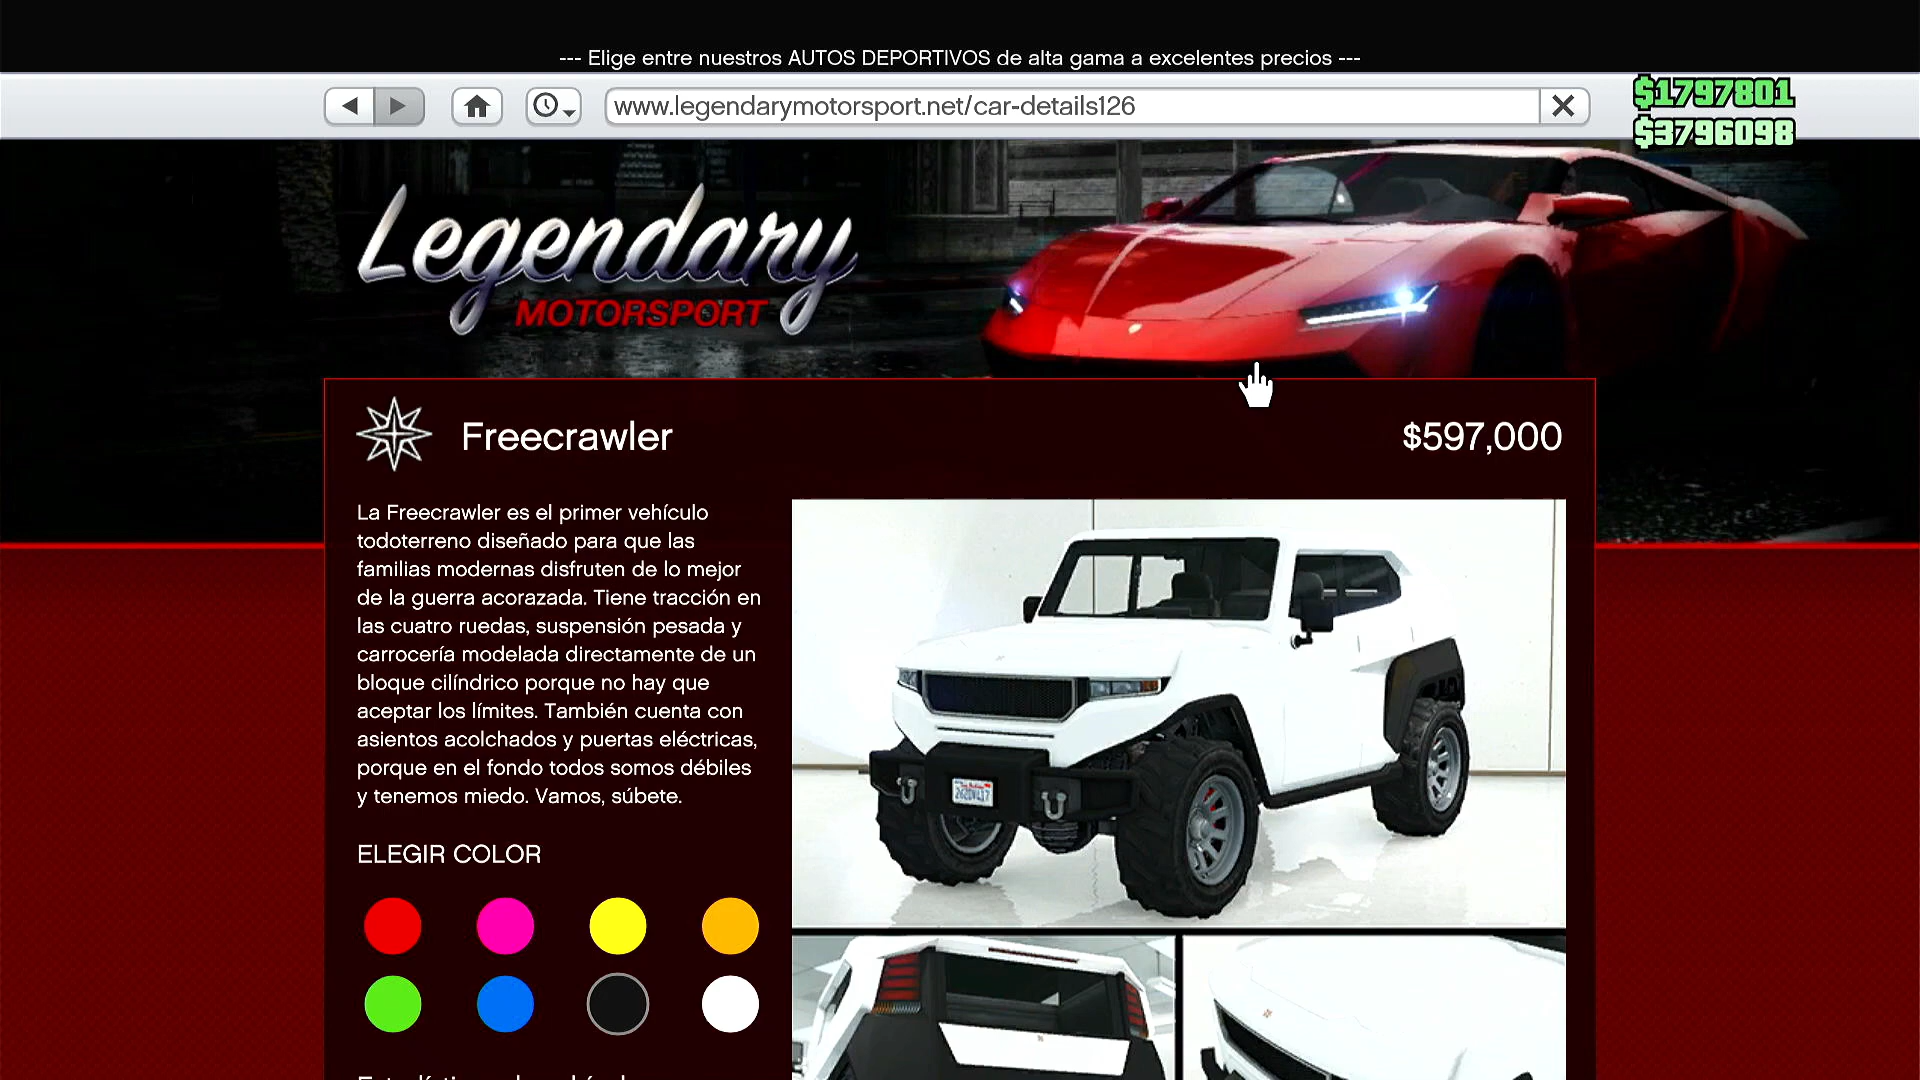 --- Elige entre nuestros AUTOS DEPORTIVOS de alta gama a excelentes precios ---
www.legendarymotorsport.net/car-details126
$1797801
$3796098
Legendary
MOTORSPORT
Freecrawler
$597,000
La Freecrawler es el primer vehículo
todoterreno diseñado para que las
familias modernas disfruten de lo mejor
de la guerra acorazada. Tiene tracción en
las cuatro ruedas, suspensión pesada y
carrocería modelada directamente de un
bloque cilíndrico porque no hay que
aceptar los límites. También cuenta con
asientos acolchados y puertas eléctricas,
porque en el fondo todos somos débiles
y tenemos miedo. Vamos, súbete.
ELEGIR COLOR